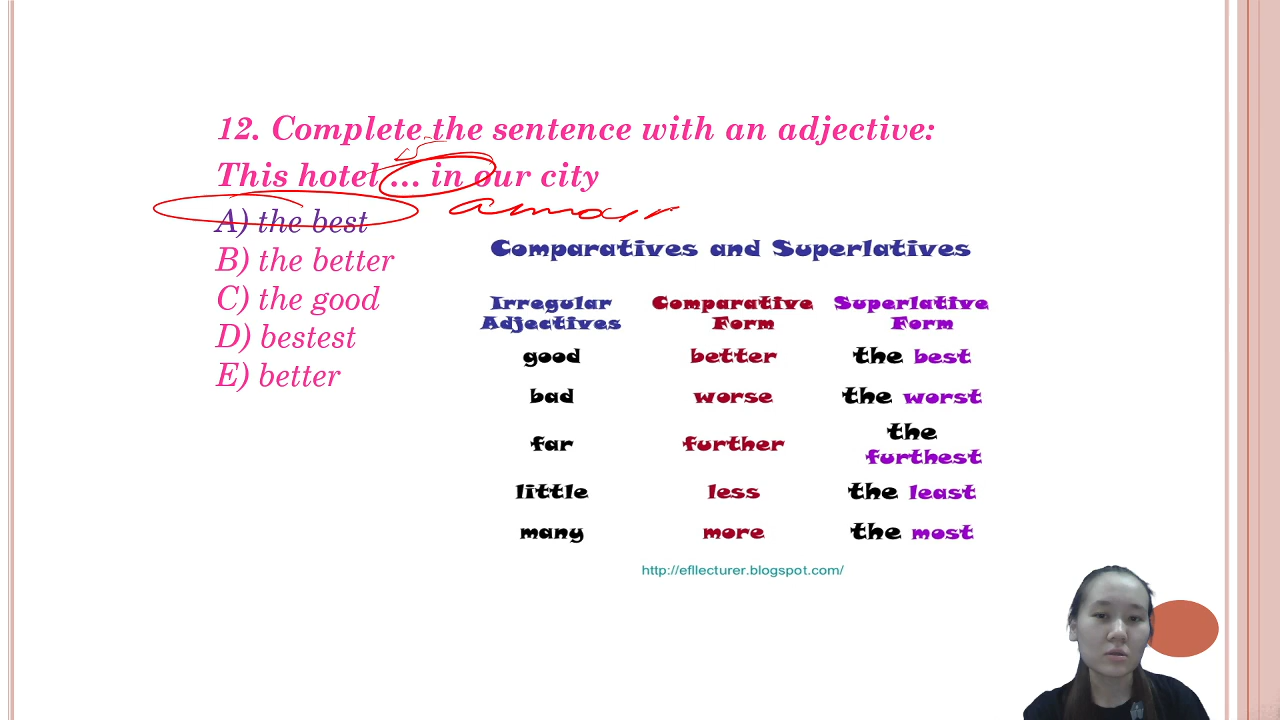 12. Complete the sentence with an adjective:
This hotel ... in our city
A) the best
B) the better
C) the good
D) bestest
E) better
Comparatives and Superlatives
Irregular Adjectives
Comparative Form
Superlative Form
good better the best
bad worse the worst
far further the furthest
little less the least
many more the most
http://efllecturer.blogspot.com/